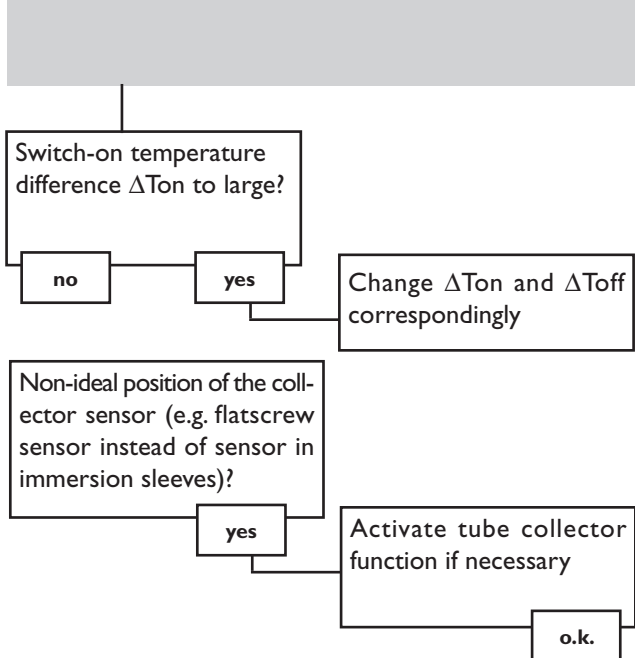 Switch-on temperature
difference ΔTon to large?
no
yes
Change ΔTon and ΔToff
correspondingly
Non-ideal position of the coll-
ector sensor (e.g. flatscrew
sensor instead of sensor in
immersion sleeves)?
yes
Activate tube collector
function if necessary
o.k.